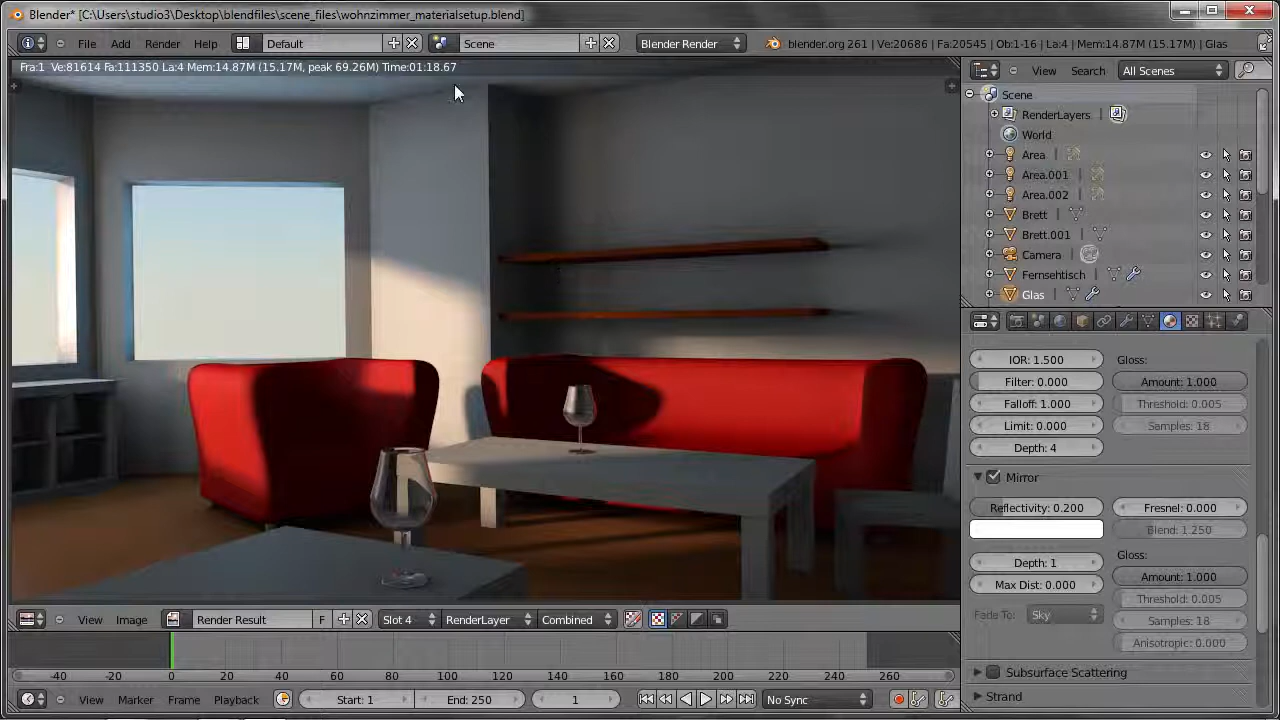 Blender* [C:\Users\studio3\Desktop\blendfiles\scene_files\wohnzimmer_materialsetup.blend]
File Add Render Help Default Scene Blender Render blender.org 261 | Ve:20686 | Fa:20545 | Ob:1-16 | La:4 | Mem:14.87M (15.17M, peak 69.26M) | Glas
Fra:1 Ve:81614 Fa:111350 La:4 Mem:14.87M (15.17M, peak 69.26M) Time:01:18.67
View Search All Scenes
Scene
RenderLayers
World
Area
Area.001
Area.002
Brett
Brett.001
Camera
Fernsehtisch
Glas
IOR: 1.500 Gloss:
Filter: 0.000 Amount: 1.000
Falloff: 1.000 Threshold: 0.005
Limit: 0.000 Samples: 18
Depth: 4
Mirror
Reflectivity: 0.200 Fresnel: 0.000
Blend: 1.250
Depth: 1 Gloss:
Max Dist: 0.000 Amount: 1.000
Threshold: 0.005
Fade To: Sky Samples: 18
Anisotropic: 0.000
Subsurface Scattering
Strand
View Image Render Result F Slot 4 RenderLayer Combined
-40 -20 0 20 40 60 80 100 120 140 160 180 200 220 240 260
View Marker Frame Playback Start: 1 End: 250 1 No Sync